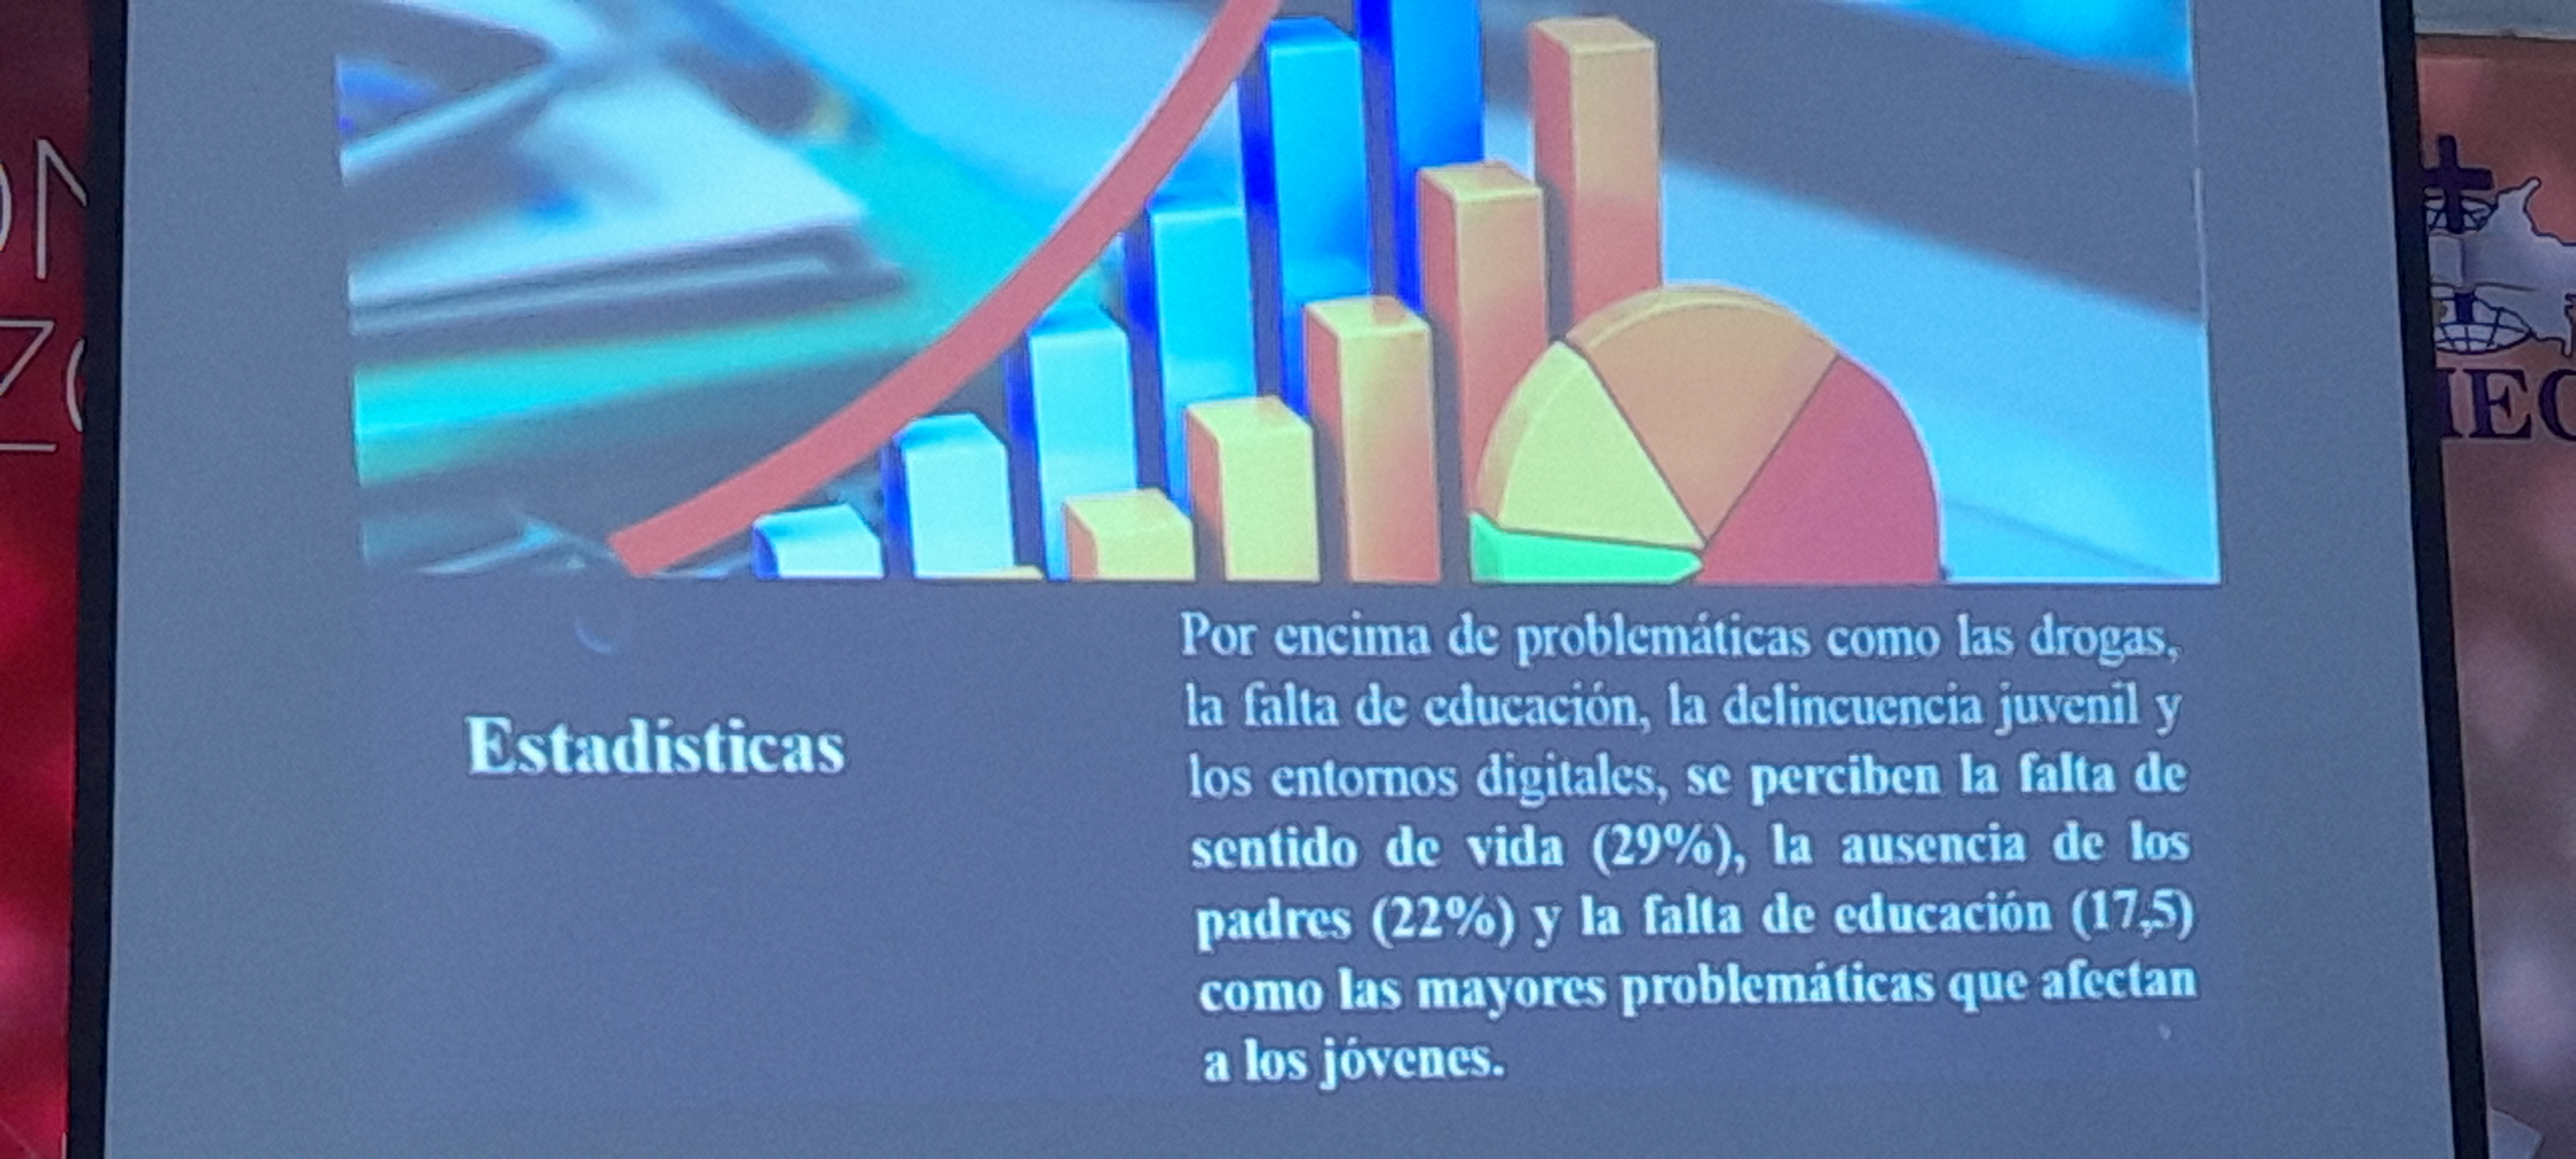 Estadísticas
Por encima de problemáticas como las drogas,
la falta de educación, la delincuencia juvenil y
los entornos digitales, se perciben la falta de
sentido de vida (29%), la ausencia de los
padres (22%) y la falta de educación (17,5)
como las mayores problemáticas que afectan
a los jóvenes.